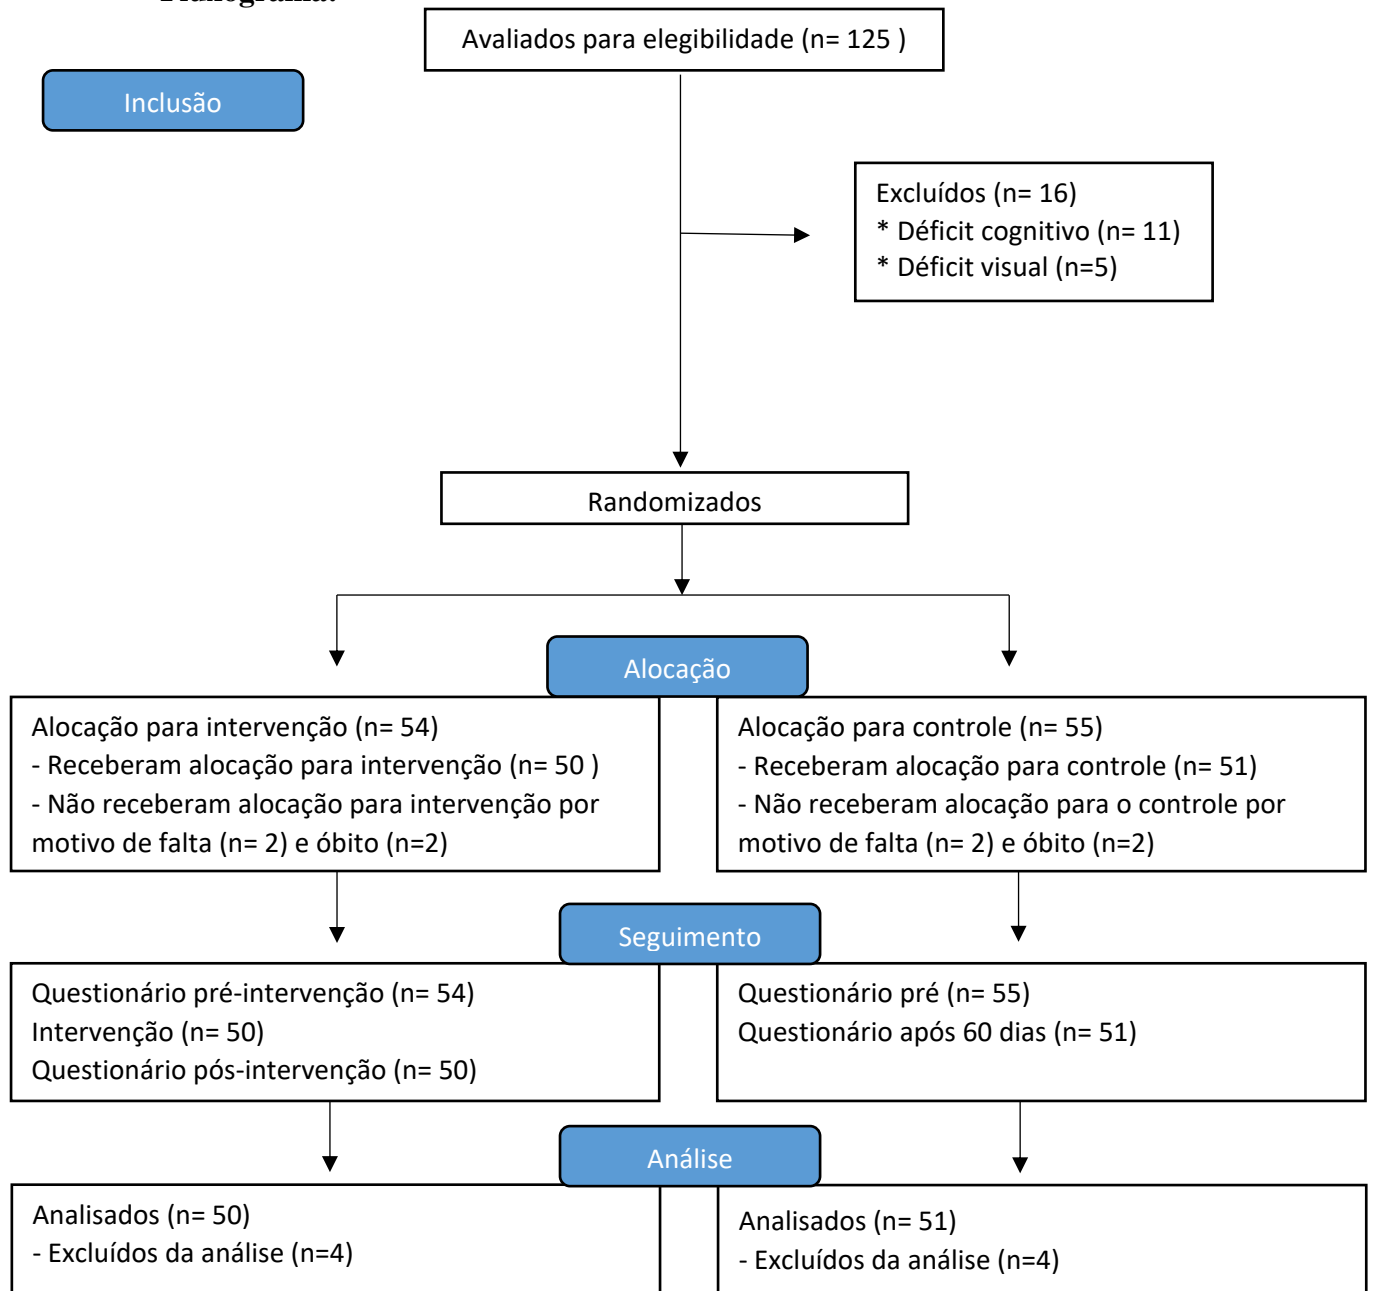 Avaliados para elegibilidade (n= 125 )
Inclusão
Excluídos (n= 16)
* Déficit cognitivo (n= 11)
* Déficit visual (n=5)
Randomizados
Alocação
Alocação para intervenção (n= 54)
- Receberam alocação para intervenção (n= 50 )
- Não receberam alocação para intervenção por
motivo de falta (n= 2) e óbito (n=2)
Alocação para controle (n= 55)
- Receberam alocação para controle (n= 51)
- Não receberam alocação para o controle por
motivo de falta (n= 2) e óbito (n=2)
Seguimento
Questionário pré-intervenção (n= 54)
Intervenção (n= 50)
Questionário pós-intervenção (n= 50)
Questionário pré (n= 55)
Questionário após 60 dias (n= 51)
Análise
Analisados (n= 50)
- Excluídos da análise (n=4)
Analisados (n= 51)
- Excluídos da análise (n=4)